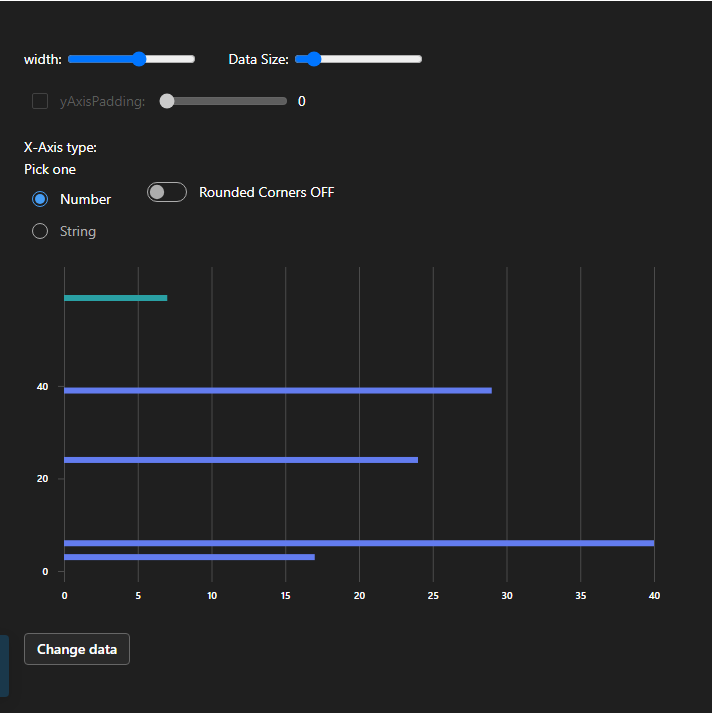 width: Data Size:
yAxisPadding: 0
X-Axis type:
Pick one
Number Rounded Corners OFF
String
40
20
0
0 5 10 15 20 25 30 35 40
Change data